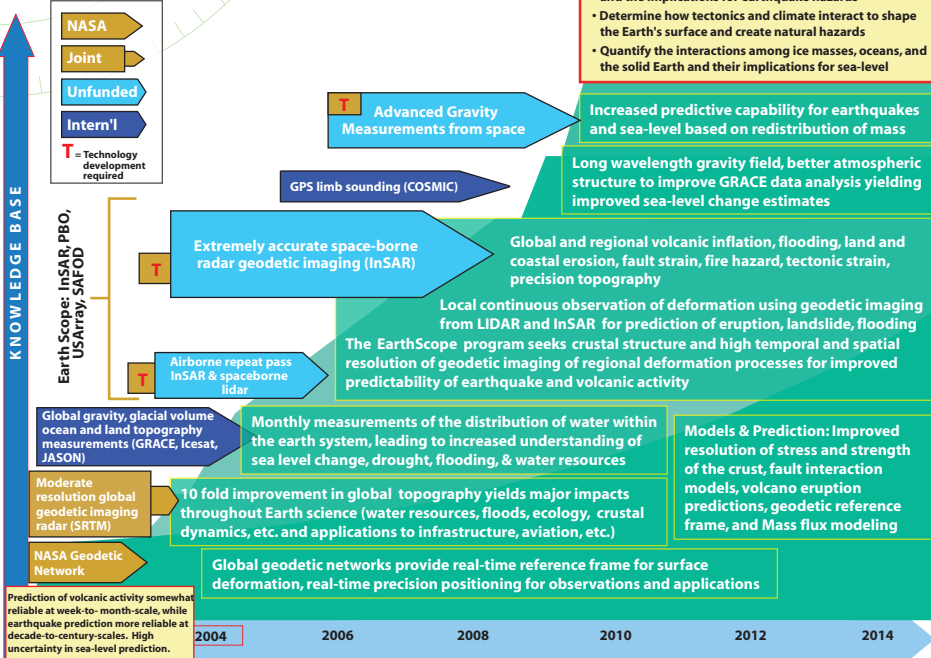 and the implications for earthquake hazards
• Determine how tectonics and climate interact to shape
the Earth's surface and create natural hazards
• Quantify the interactions among ice masses, oceans, and
the solid Earth and their implications for sea-level
NASA
Joint
Unfunded
Intern'l
T = Technology
development
required
KNOWLEDGE BASE
T
Advanced Gravity
Measurements from space
Increased predictive capability for earthquakes
and sea-level based on redistribution of mass
GPS limb sounding (COSMIC)
Long wavelength gravity field, better atmospheric
structure to improve GRACE data analysis yielding
improved sea-level change estimates
Earth Scope: InSAR, PBO,
USArray, SAFOD
T
Extremely accurate space-borne
radar geodetic imaging (InSAR)
Global and regional volcanic inflation, flooding, land and
coastal erosion, fault strain, fire hazard, tectonic strain,
precision topography
Local continuous observation of deformation using geodetic imaging
from LIDAR and InSAR for prediction of eruption, landslide, flooding
The EarthScope program seeks crustal structure and high temporal and spatial
resolution of geodetic imaging of regional deformation processes for improved
predictability of earthquake and volcanic activity
T
Airborne repeat pass
InSAR & spaceborne
lidar
Global gravity, glacial volume
ocean and land topography
measurements (GRACE, Icesat,
JASON)
Monthly measurements of the distribution of water within
the earth system, leading to increased understanding of
sea level change, drought, flooding, & water resources
Models & Prediction: Improved
resolution of stress and strength
of the crust, fault interaction
models, volcano eruption
predictions, geodetic reference
frame, and Mass flux modeling
Moderate
resolution global
geodetic imaging
radar (SRTM)
10 fold improvement in global topography yields major impacts
throughout Earth science (water resources, floods, ecology, crustal
dynamics, etc. and applications to infrastructure, aviation, etc.)
NASA Geodetic
Network
Global geodetic networks provide real-time reference frame for surface
deformation, real-time precision positioning for observations and applications
Prediction of volcanic activity somewhat
reliable at week-to- month-scale, while
earthquake prediction more reliable at
decade-to-century-scales. High
uncertainty in sea-level prediction.
2004
2006
2008
2010
2012
2014